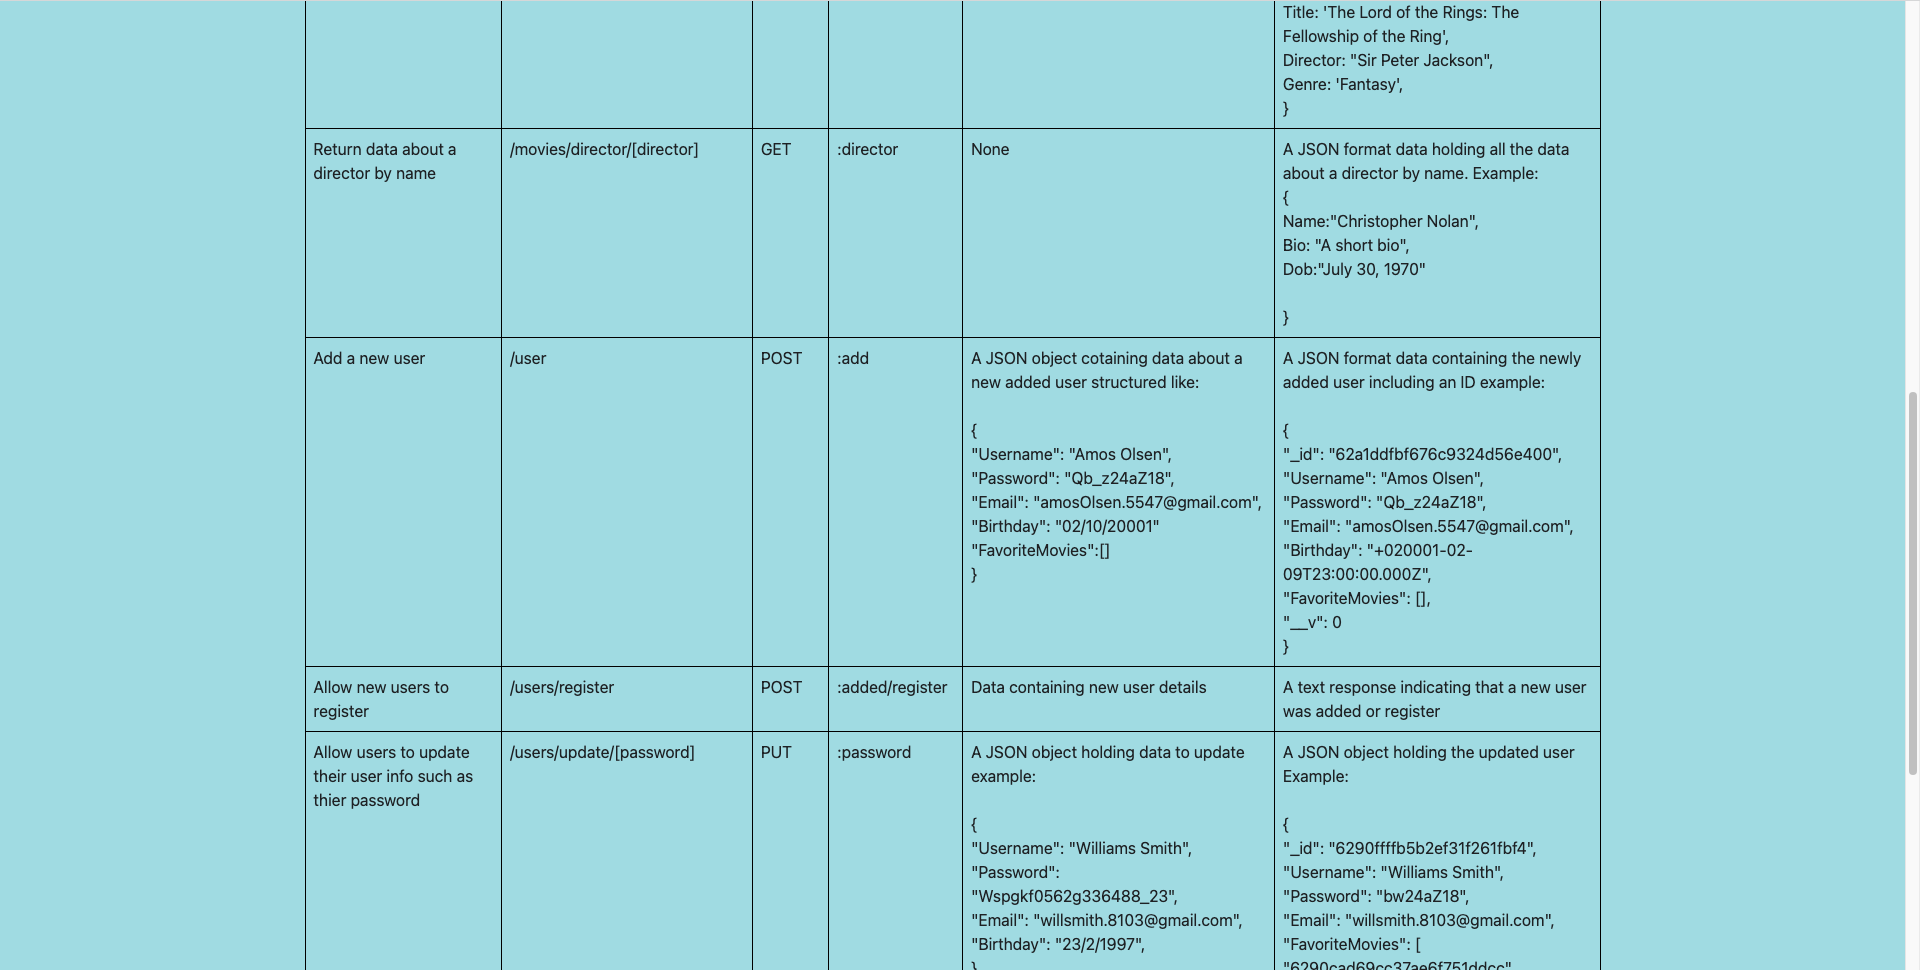 Title: 'The Lord of the Rings: The
Fellowship of the Ring',
Director: "Sir Peter Jackson",
Genre: 'Fantasy',
}
Return data about a
director by name
/movies/director/[director]
GET
:director
None
A JSON format data holding all the data
about a director by name. Example:
{
Name:"Christopher Nolan",
Bio: "A short bio",
Dob:"July 30, 1970"
}
Add a new user
/user
POST
:add
A JSON object cotaining data about a
new added user structured like:
{
"Username": "Amos Olsen",
"Password": "Qb_z24aZ18",
"Email": "amosOlsen.5547@gmail.com",
"Birthday": "02/10/20001"
"FavoriteMovies":[]
}
A JSON format data containing the newly
added user including an ID example:
{
"_id": "62a1ddfbf676c9324d56e400",
"Username": "Amos Olsen",
"Password": "Qb_z24aZ18",
"Email": "amosOlsen.5547@gmail.com",
"Birthday": "+020001-02-
09T23:00:00.000Z",
"FavoriteMovies": [],
"__v": 0
}
Allow new users to
register
/users/register
POST
:added/register
Data containing new user details
A text response indicating that a new user
was added or register
Allow users to update
their user info such as
thier password
/users/update/[password]
PUT
:password
A JSON object holding data to update
example:
{
"Username": "Williams Smith",
"Password":
"Wspgkf0562g336488_23",
"Email": "willsmith.8103@gmail.com",
"Birthday": "23/2/1997",
}
A JSON object holding the updated user
Example:
{
"_id": "6290ffffb5b2ef31f261fbf4",
"Username": "Williams Smith",
"Password": "bw24aZ18",
"Email": "willsmith.8103@gmail.com",
"FavoriteMovies": [
"6290cad69cc37ae6f751ddcc"